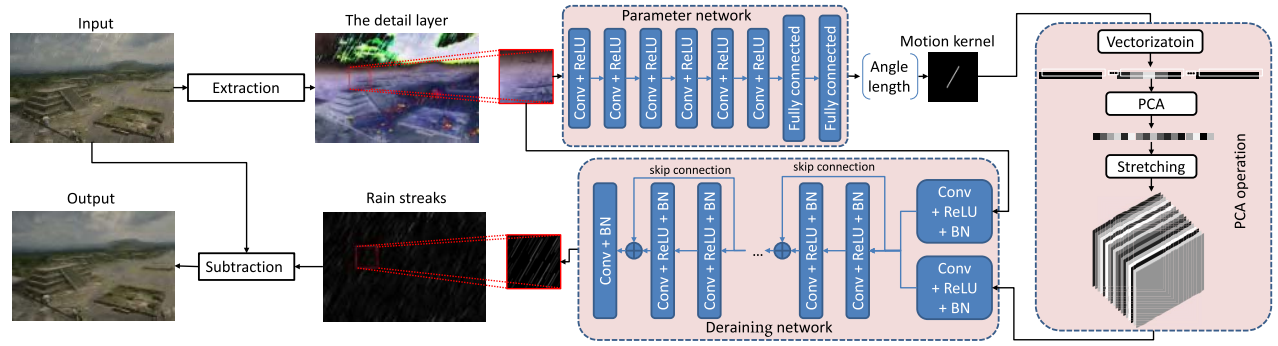 Input
The detail layer
Parameter network
Conv + ReLU
Conv + ReLU
Conv + ReLU
Conv + ReLU
Conv + ReLU
Fully connected
Fully connected
Angle
length
Motion kernel
Vectorizatoin
...
...
PCA
Stretching
PCA operation
Extraction
Output
Subtraction
Rain streaks
Conv + BN
skip connection
Conv + ReLU + BN
Conv + ReLU + BN
...
skip connection
Conv + ReLU + BN
Conv + ReLU + BN
Conv
+ ReLU
+ BN
Conv
+ ReLU
+ BN
Deraining network